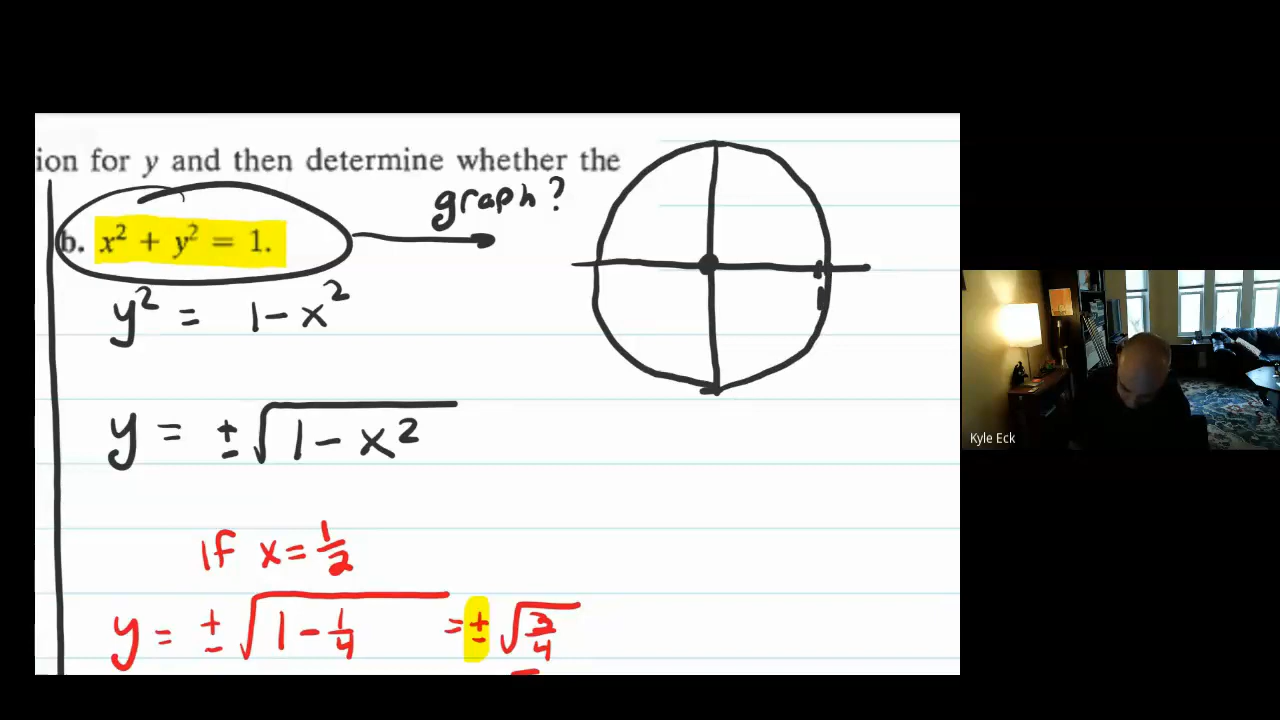 ion for y and then determine whether the
graph?
b. x² + y² = 1.
y² = 1 - x²
y = ± √1 - x²
if x = 1/2
y = ± √1 - 1/4 = ± √3/4
Kyle Eck